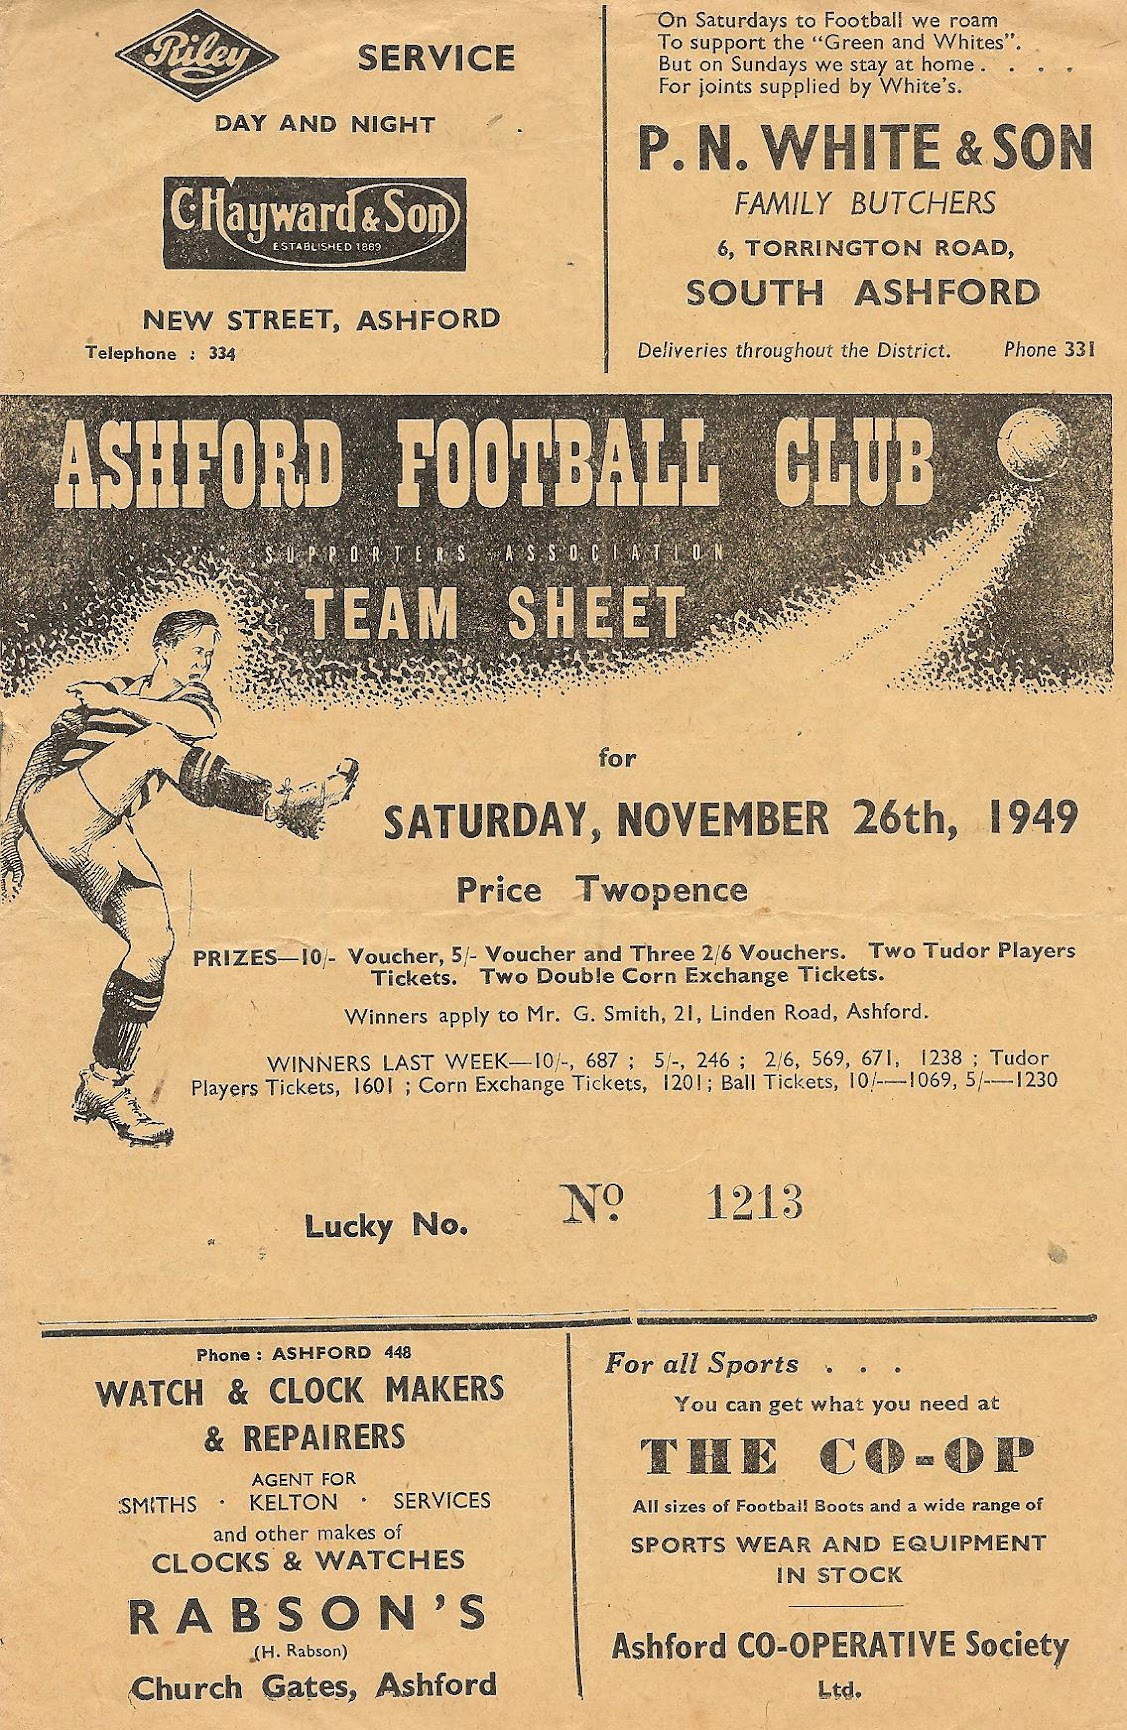 Riley SERVICE
DAY AND NIGHT
C. Hayward & Son
ESTABLISHED 1889
NEW STREET, ASHFORD
Telephone : 334
On Saturdays to Football we roam
To support the "Green and Whites".
But on Sundays we stay at home . . . .
For joints supplied by White's.
P. N. WHITE & SON
FAMILY BUTCHERS
6, TORRINGTON ROAD,
SOUTH ASHFORD
Deliveries throughout the District. Phone 331
ASHFORD FOOTBALL CLUB
SUPPORTERS ASSOCIATION
TEAM SHEET
for
SATURDAY, NOVEMBER 26th, 1949
Price Twopence
PRIZES—10/- Voucher, 5/- Voucher and Three 2/6 Vouchers. Two Tudor Players
Tickets. Two Double Corn Exchange Tickets.
Winners apply to Mr. G. Smith, 21, Linden Road, Ashford.
WINNERS LAST WEEK—10/-, 687 ; 5/-, 246 ; 2/6, 569, 671, 1238 ; Tudor
Players Tickets, 1601 ; Corn Exchange Tickets, 1201; Ball Tickets, 10/-—1069, 5/-—1230
Lucky No. No. 1213
Phone : ASHFORD 448
WATCH & CLOCK MAKERS
& REPAIRERS
AGENT FOR
SMITHS · KELTON · SERVICES
and other makes of
CLOCKS & WATCHES
RABSON'S
(H. Rabson)
Church Gates, Ashford
For all Sports . . .
You can get what you need at
THE CO-OP
All sizes of Football Boots and a wide range of
SPORTS WEAR AND EQUIPMENT
IN STOCK
Ashford CO-OPERATIVE Society
Ltd.